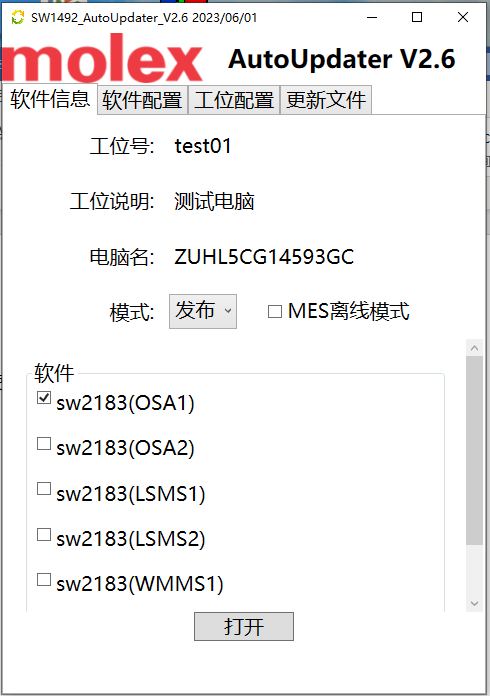 SW1492_AutoUpdater_V2.6 2023/06/01
molex AutoUpdater V2.6
软件信息 软件配置 工位配置 更新文件
工位号: test01
工位说明: 测试电脑
电脑名: ZUHL5CG14593GC
模式: 发布 MES离线模式
软件
sw2183(OSA1)
sw2183(OSA2)
sw2183(LSMS1)
sw2183(LSMS2)
sw2183(WMMS1)
打开